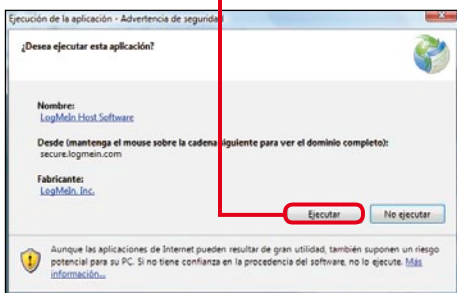 Ejecución de la aplicación - Advertencia de seguridad
¿Desea ejecutar esta aplicación?
Nombre:
LogMeIn Host Software
Desde (mantenga el mouse sobre la cadena siguiente para ver el dominio completo):
secure.logmein.com
Fabricante:
LogMeIn, Inc.
Ejecutar
No ejecutar
Aunque las aplicaciones de Internet pueden resultar de gran utilidad, también suponen un riesgo
potencial para su PC. Si no tiene confianza en la procedencia del software, no lo ejecute. Más
información...